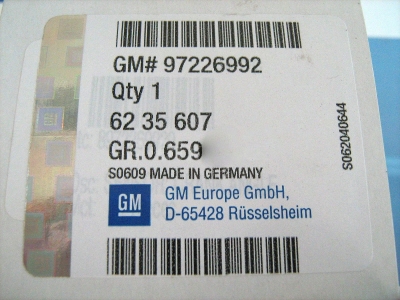 GM# 97226992
Qty 1
62 35 607
GR.0.659
S0609 MADE IN GERMANY
GM
GM Europe GmbH,
D-65428 Rüsselsheim
S062040644